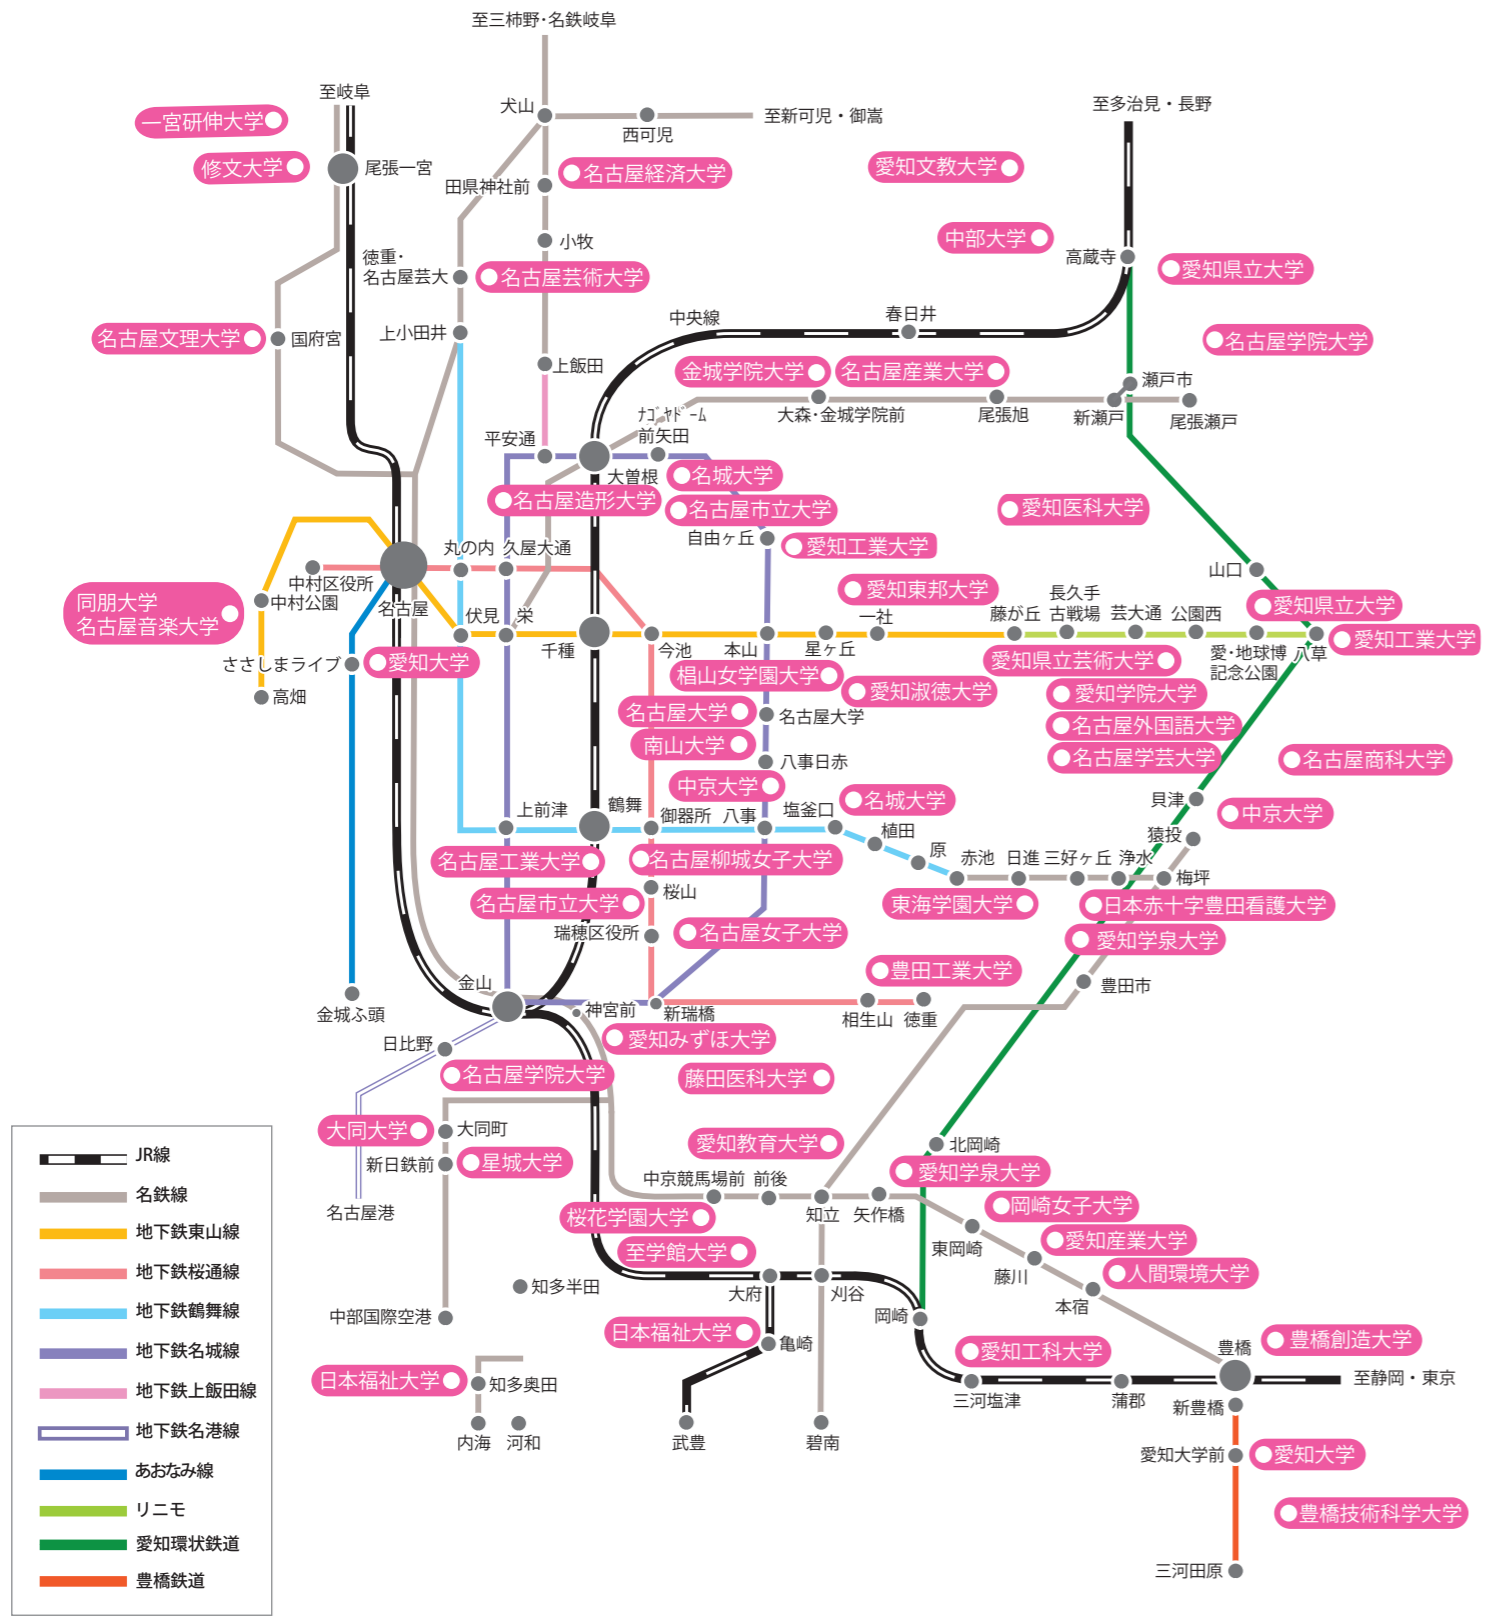 至三柿野･名鉄岐阜
至岐阜
犬山
至多治見・長野
一宮研伸大学
西可児
至新可児・御嵩
修文大学
尾張一宮
田県神社前
名古屋経済大学
愛知文教大学
小牧
中部大学
高蔵寺
愛知県立大学
徳重･
名古屋芸大
名古屋芸術大学
名古屋文理大学
国府宮
上小田井
中央線
春日井
名古屋学院大学
上飯田
金城学院大学
名古屋産業大学
瀬戸市
大森･金城学院前
尾張旭
新瀬戸
尾張瀬戸
ﾅｺﾞﾔﾄﾞｰﾑ
前矢田
平安通
大曽根
名城大学
名古屋造形大学
名古屋市立大学
愛知医科大学
自由ヶ丘
愛知工業大学
丸の内
久屋大通
中村区役所
山口
同朋大学
名古屋音楽大学
中村公園
名古屋
伏見
栄
愛知東邦大学
一社
藤が丘
長久手
古戦場
芸大通
公園西
愛知県立大学
愛知工業大学
ささしまライブ
愛知大学
千種
今池
本山
星ヶ丘
愛･地球博
記念公園
八草
高畑
椙山女学園大学
愛知県立芸術大学
愛知淑徳大学
愛知学院大学
名古屋大学
名古屋大学
名古屋外国語大学
南山大学
八事日赤
名古屋学芸大学
名古屋商科大学
中京大学
上前津
鶴舞
御器所
八事
塩釜口
名城大学
貝津
中京大学
植田
猿投
原
赤池
日進
三好ヶ丘
浄水
梅坪
名古屋工業大学
名古屋柳城女子大学
桜山
名古屋市立大学
東海学園大学
日本赤十字豊田看護大学
瑞穂区役所
名古屋女子大学
愛知学泉大学
金山
豊田工業大学
豊田市
金城ふ頭
神宮前
新瑞橋
相生山
徳重
日比野
愛知みずほ大学
名古屋学院大学
藤田医科大学
大同大学
大同町
愛知教育大学
北岡崎
新日鉄前
星城大学
愛知学泉大学
名古屋港
中京競馬場前
前後
知立
矢作橋
桜花学園大学
岡崎女子大学
東岡崎
愛知産業大学
至学館大学
藤川
人間環境大学
知多半田
大府
刈谷
本宿
中部国際空港
岡崎
日本福祉大学
亀崎
愛知工科大学
豊橋
豊橋創造大学
日本福祉大学
知多奥田
三河塩津
蒲郡
至静岡・東京
新豊橋
内海
河和
武豊
碧南
愛知大学前
愛知大学
豊橋技術科学大学
三河田原
JR線
名鉄線
地下鉄東山線
地下鉄桜通線
地下鉄鶴舞線
地下鉄名城線
地下鉄上飯田線
地下鉄名港線
あおなみ線
リニモ
愛知環状鉄道
豊橋鉄道